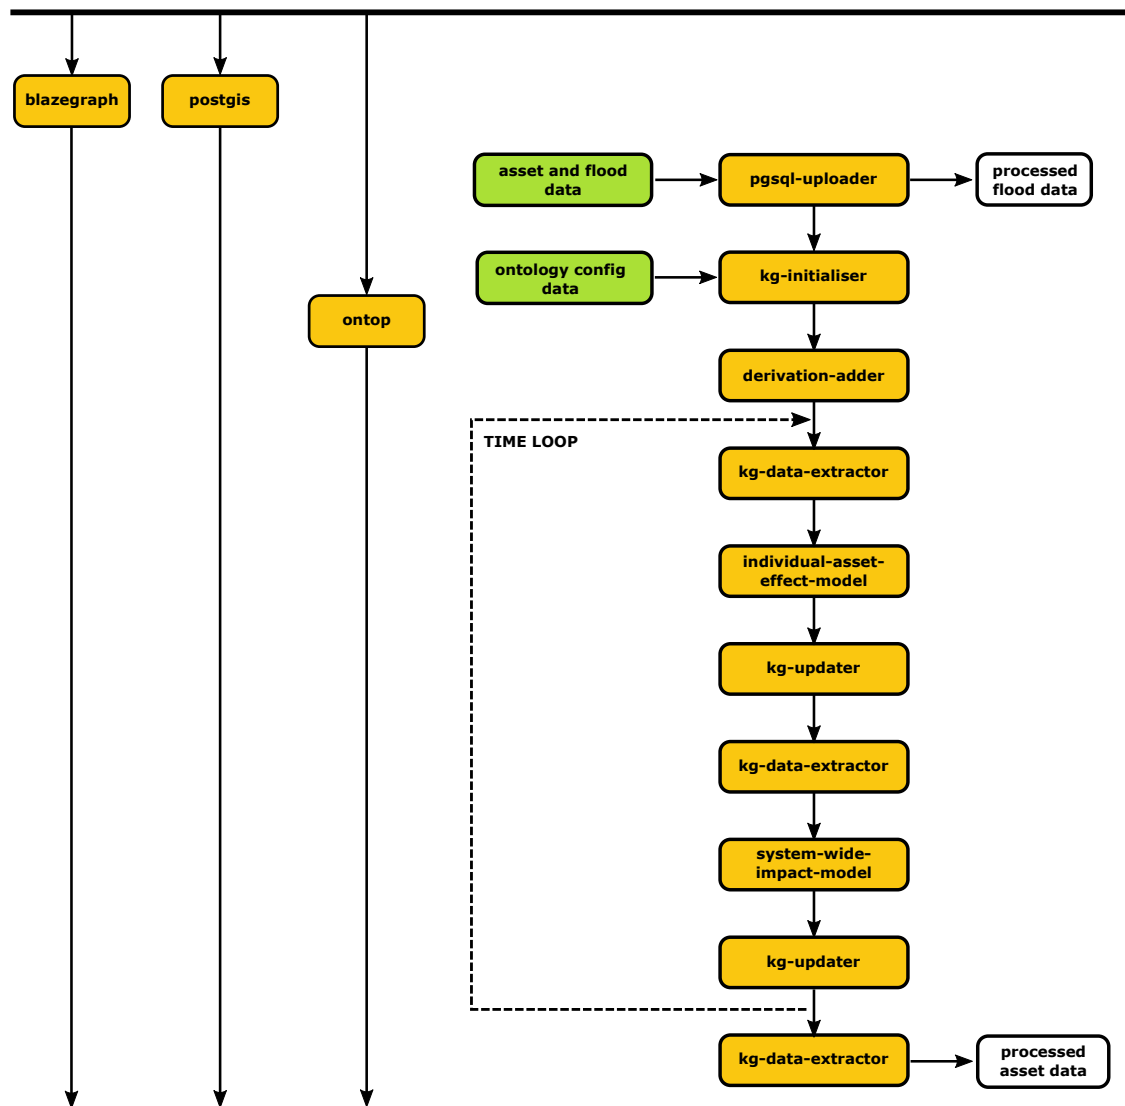 blazegraph
postgis
asset and flood
data
pgsql-uploader
processed
flood data
ontology config
data
kg-initialiser
ontop
derivation-adder
TIME LOOP
kg-data-extractor
individual-asset-
effect-model
kg-updater
kg-data-extractor
system-wide-
impact-model
kg-updater
kg-data-extractor
processed
asset data